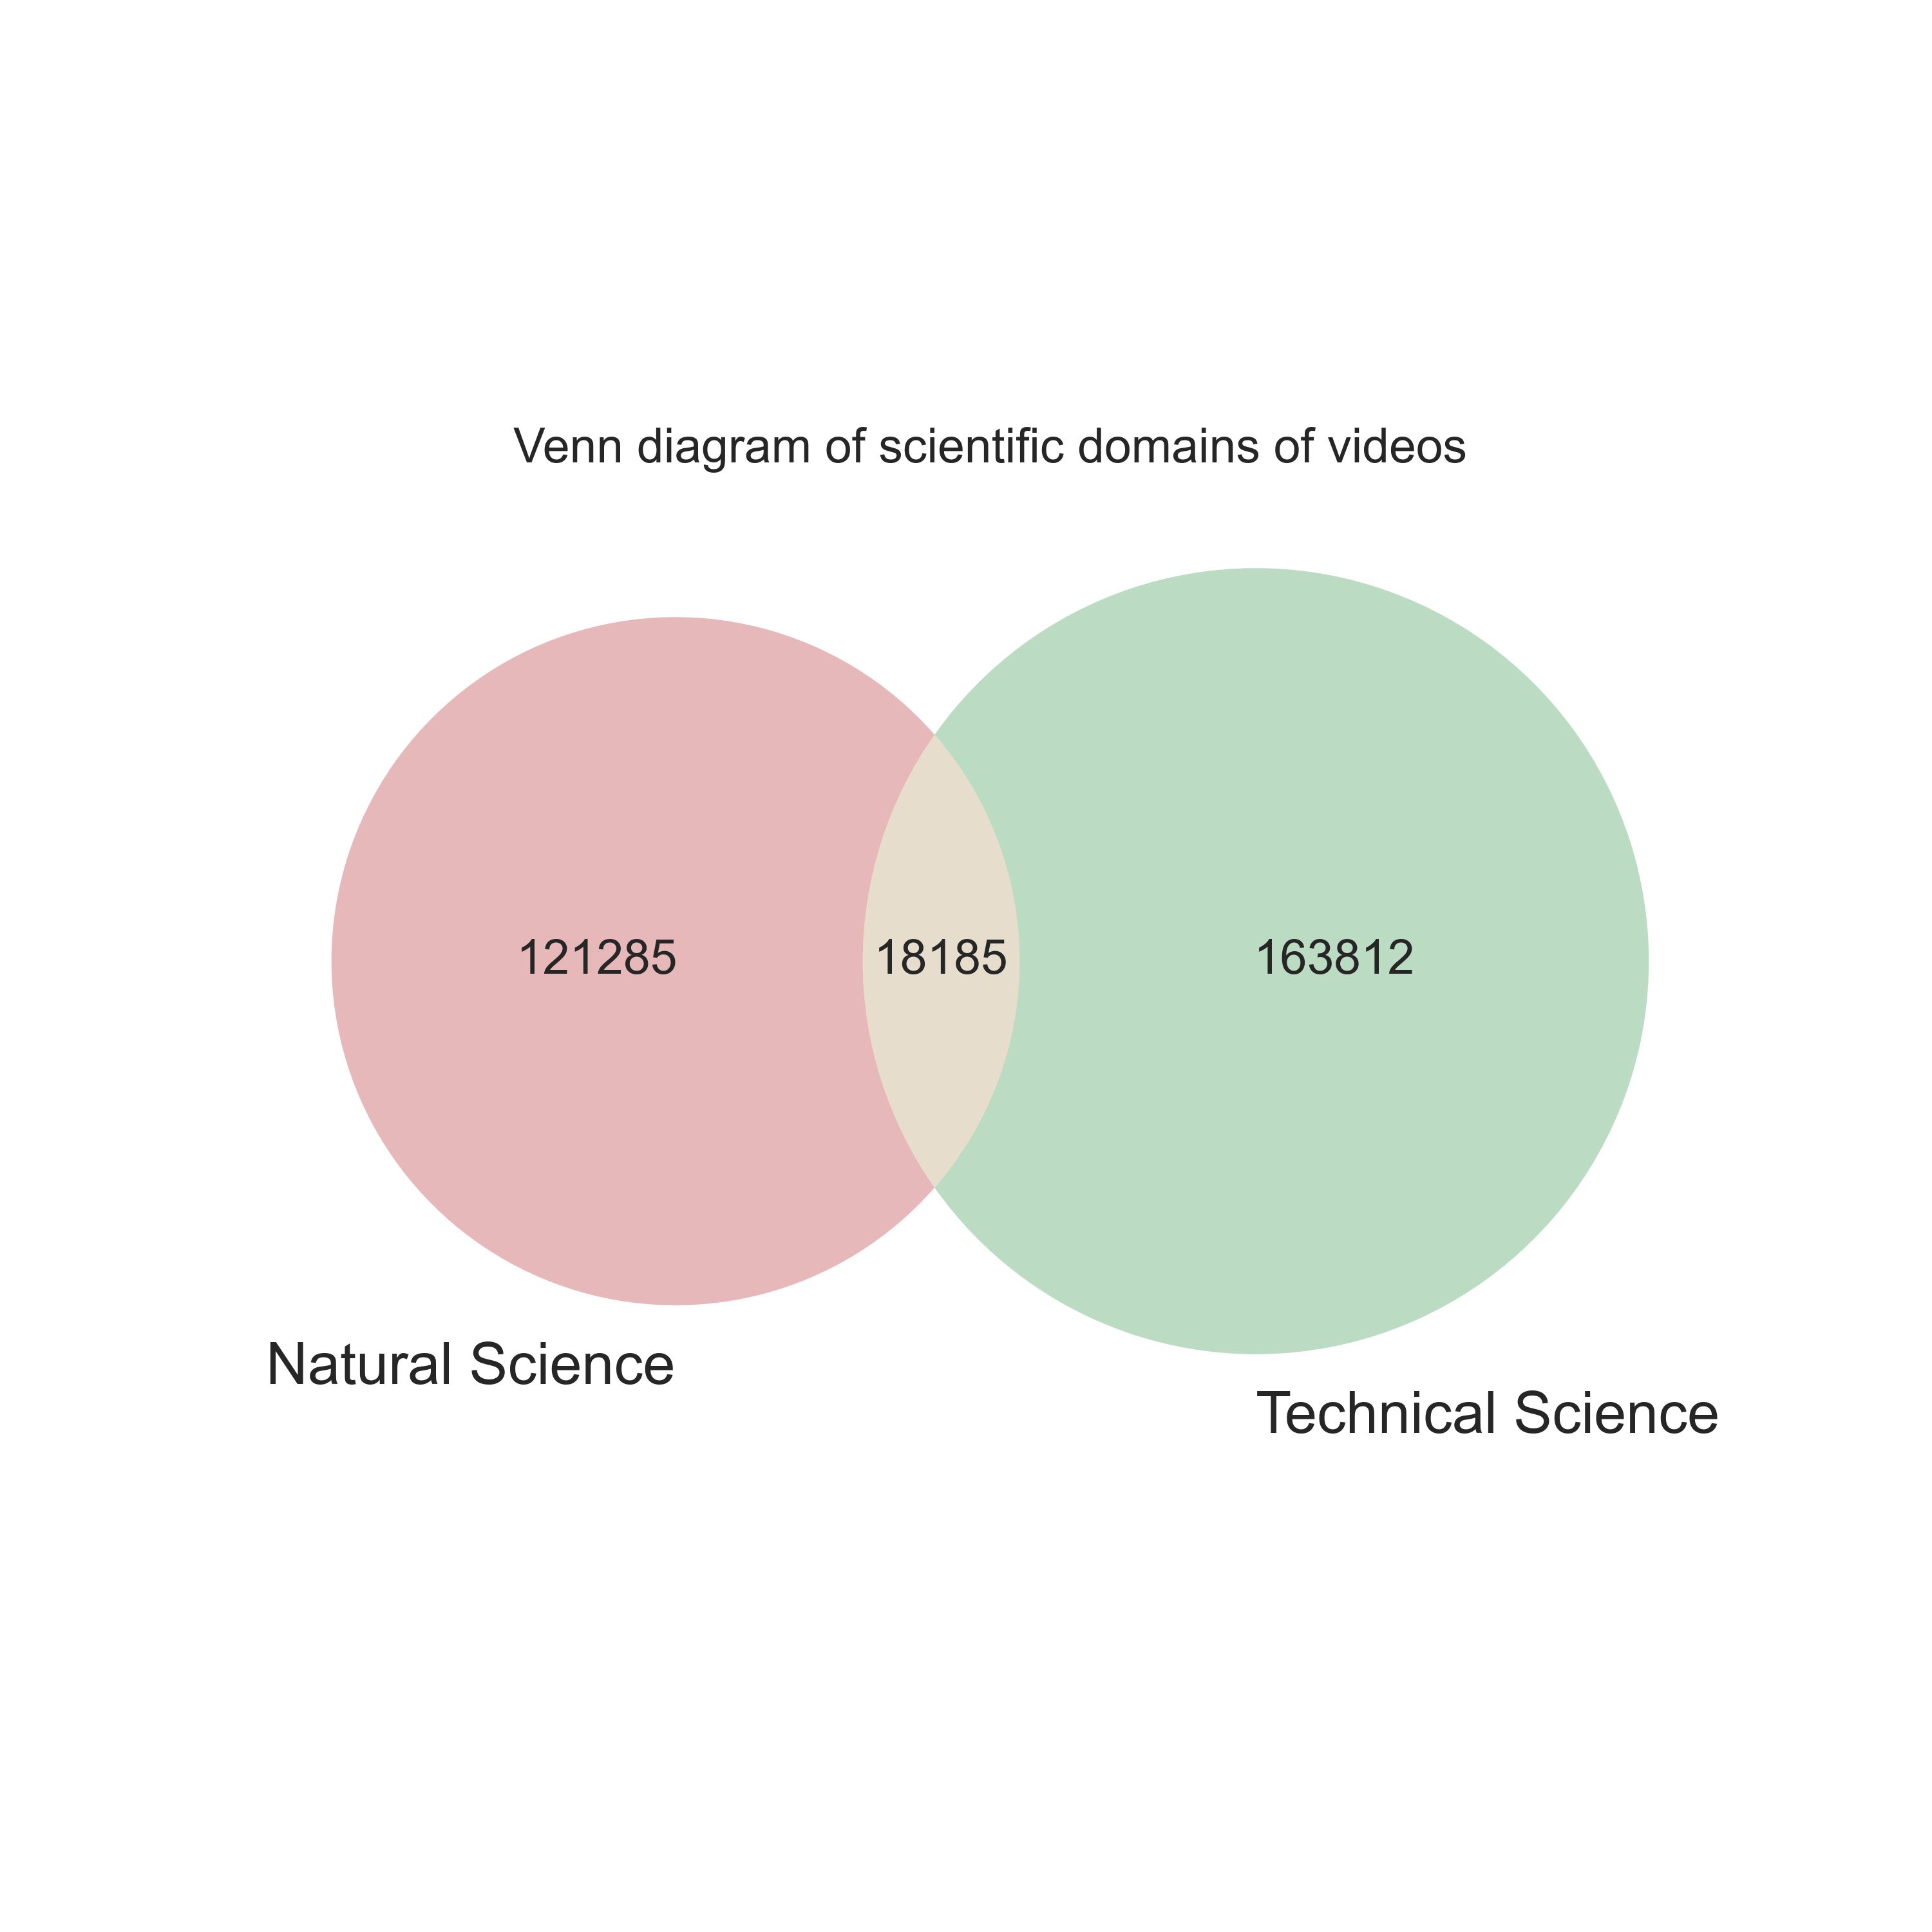 Venn diagram of scientific domains of videos
121285
18185
163812
Natural Science
Technical Science